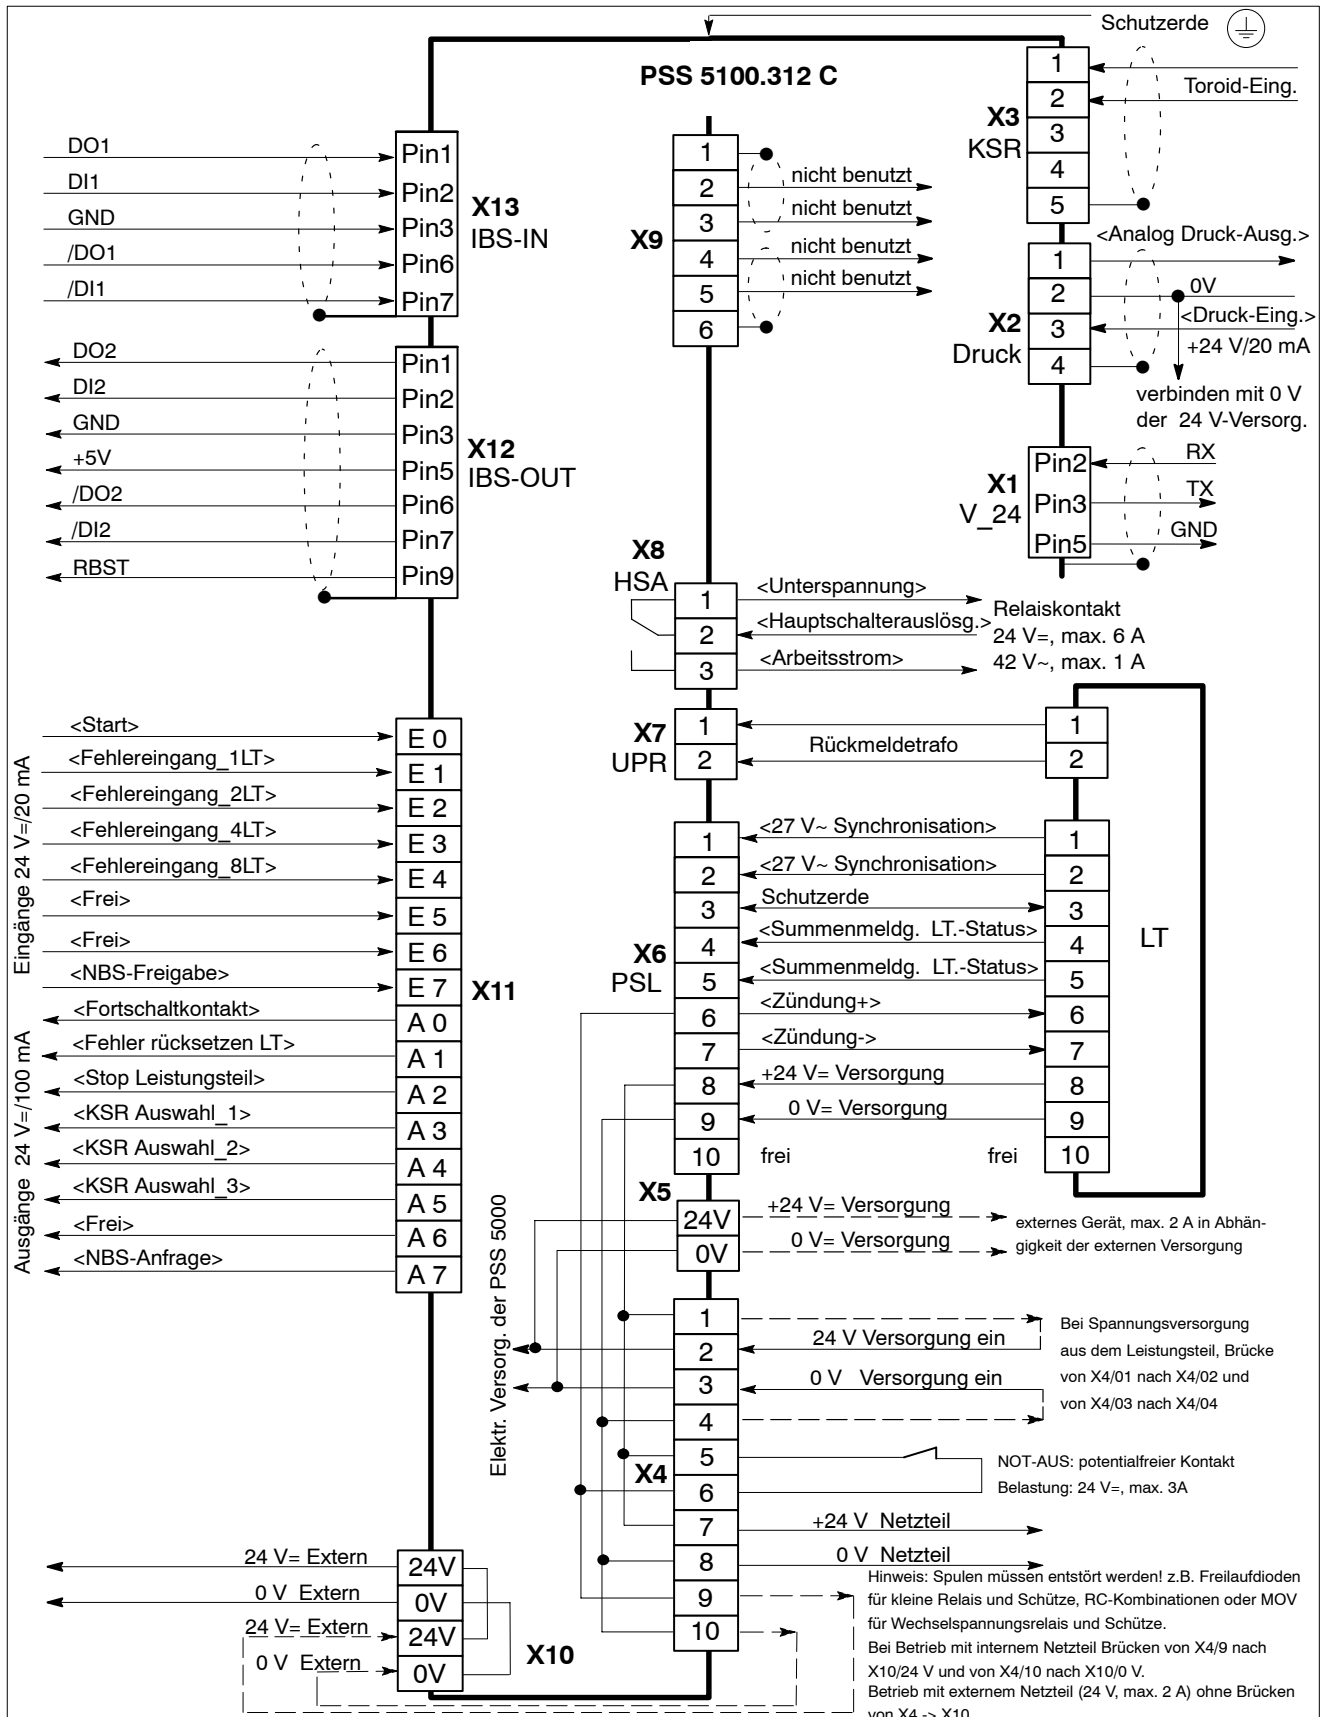 Schutzerde
PSS 5100.312 C
X13
IBS-IN
DO1
Pin1
DI1
Pin2
GND
Pin3
/DO1
Pin6
/DI1
Pin7
X12
IBS-OUT
DO2
Pin1
DI2
Pin2
GND
Pin3
+5V
Pin5
/DO2
Pin6
/DI2
Pin7
RBST
Pin9
X11
Eingänge 24 V=/20 mA
<Start>
E 0
<Fehlereingang_1LT>
E 1
<Fehlereingang_2LT>
E 2
<Fehlereingang_4LT>
E 3
<Fehlereingang_8LT>
E 4
<Frei>
E 5
<Frei>
E 6
<NBS-Freigabe>
E 7
Ausgänge 24 V=/100 mA
<Fortschaltkontakt>
A 0
<Fehler rücksetzen LT>
A 1
<Stop Leistungsteil>
A 2
<KSR Auswahl_1>
A 3
<KSR Auswahl_2>
A 4
<KSR Auswahl_3>
A 5
<Frei>
A 6
<NBS-Anfrage>
A 7
24 V= Extern
24V
0 V Extern
0V
24 V= Extern
24V
0 V Extern
0V
X10
X9
1
2
nicht benutzt
3
nicht benutzt
4
nicht benutzt
5
nicht benutzt
6
X3
KSR
1
2
Toroid-Eing.
3
4
5
X2
Druck
1
<Analog Druck-Ausg.>
2
0V
3
<Druck-Eing.>
+24 V/20 mA
4
verbinden mit 0 V
der 24 V-Versorg.
X1
V_24
Pin2
RX
Pin3
TX
Pin5
GND
X8
HSA
1
<Unterspannung>
2
<Hauptschalterauslösg.>
3
<Arbeitsstrom>
Relaiskontakt
24 V=, max. 6 A
42 V~, max. 1 A
X7
UPR
1
1
Rückmeldetrafo
2
2
LT
X6
PSL
1
<27 V~ Synchronisation>
1
2
<27 V~ Synchronisation>
2
3
Schutzerde
3
4
<Summenmeldg. LT.-Status>
4
5
<Summenmeldg. LT.-Status>
5
6
<Zündung+>
6
7
<Zündung->
7
8
+24 V= Versorgung
8
9
0 V= Versorgung
9
10
frei
frei
10
X5
24V
+24 V= Versorgung
0V
0 V= Versorgung
externes Gerät, max. 2 A in Abhän-
gigkeit der externen Versorgung
Elektr. Versorg. der PSS 5000
X4
1
2
24 V Versorgung ein
3
0 V Versorgung ein
4
Bei Spannungsversorgung
aus dem Leistungsteil, Brücke
von X4/01 nach X4/02 und
von X4/03 nach X4/04
5
6
NOT-AUS: potentialfreier Kontakt
Belastung: 24 V=, max. 3A
7
+24 V Netzteil
8
0 V Netzteil
9
10
Hinweis: Spulen müssen entstört werden! z.B. Freilaufdioden
für kleine Relais und Schütze, RC-Kombinationen oder MOV
für Wechselspannungsrelais und Schütze.
Bei Betrieb mit internem Netzteil Brücken von X4/9 nach
X10/24 V und von X4/10 nach X10/0 V.
Betrieb mit externem Netzteil (24 V, max. 2 A) ohne Brücken
von X4 -> X10